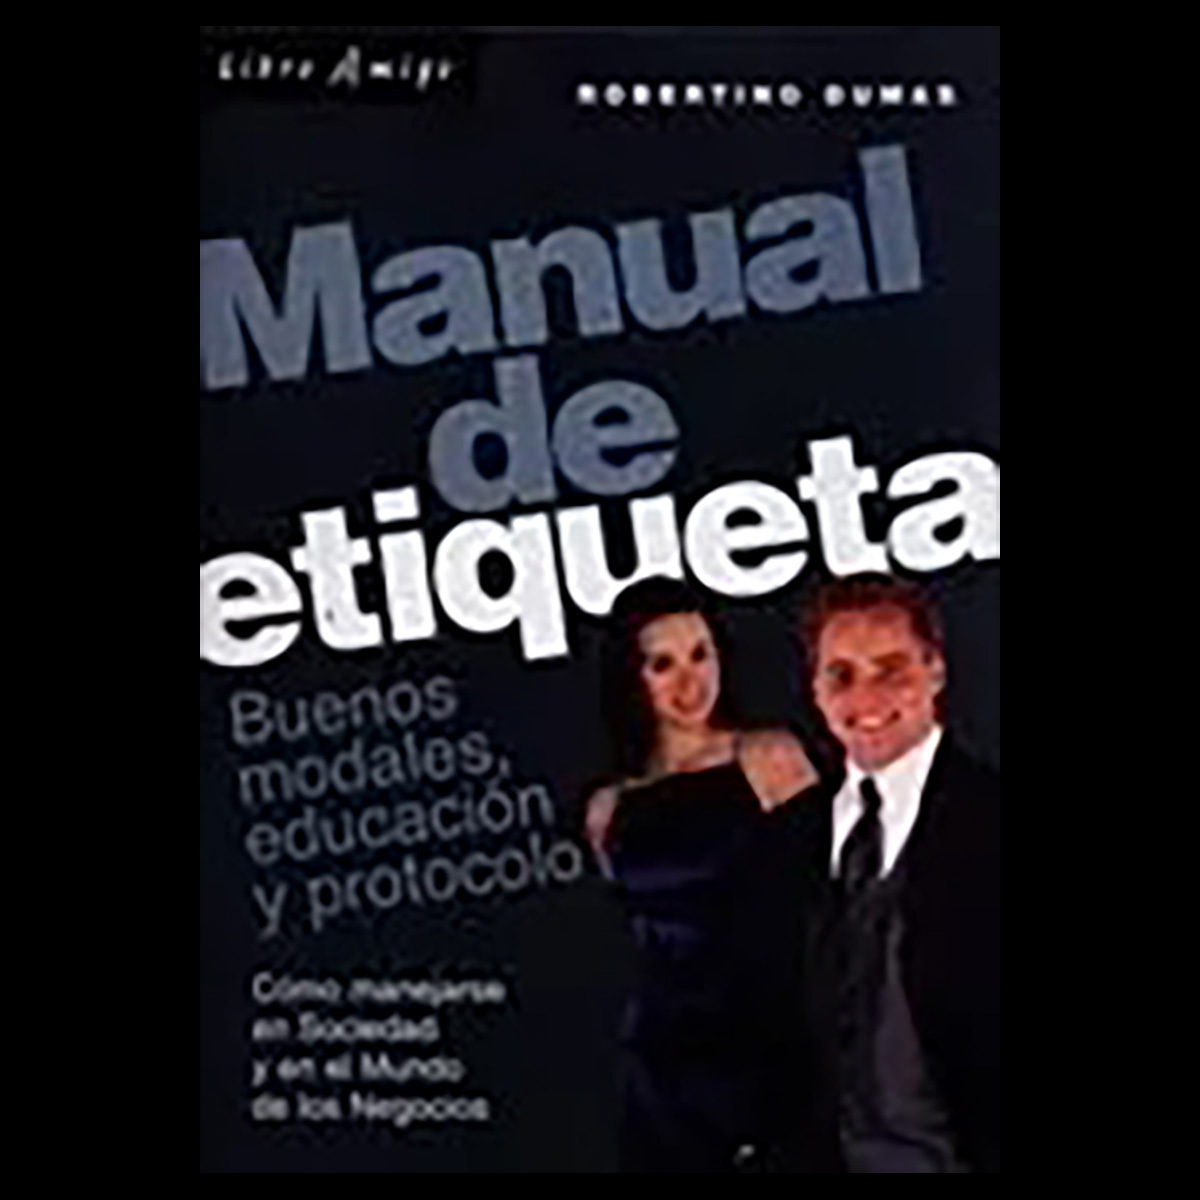 Libro Amigo
ROBERTINO DUMAS
Manual
de
etiqueta
Buenos
modales,
educación
y protocolo
Cómo manejarse
en Sociedad
y en el Mundo
de los Negocios